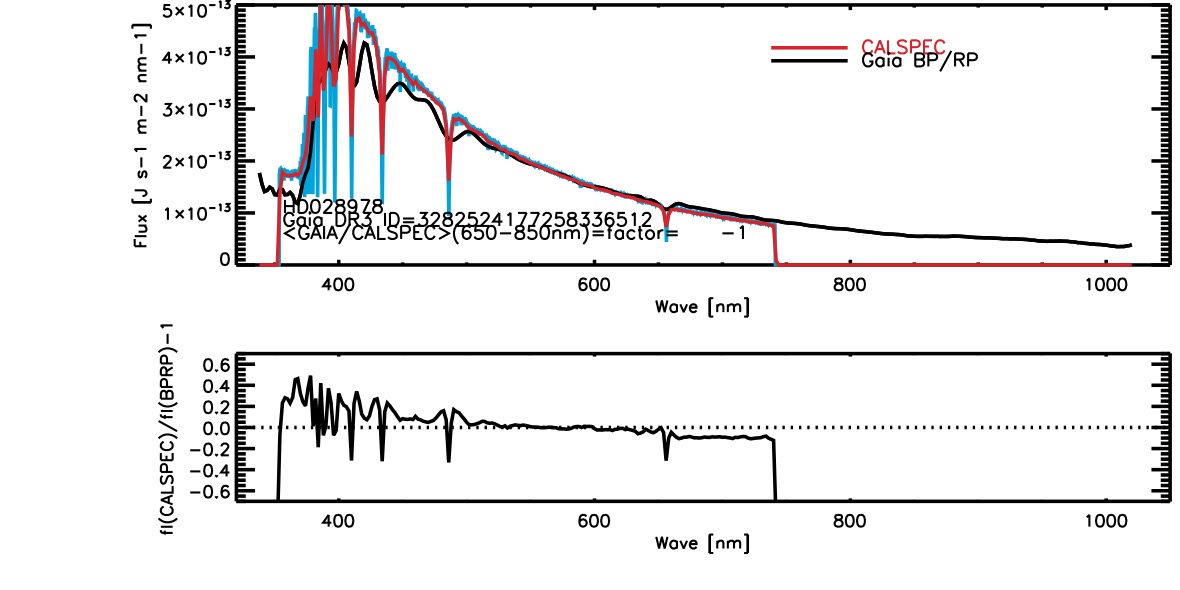 5×10−13
4×10−13
3×10−13
2×10−13
1×10−13
0
Flux [J s−1 m−2 nm−1]
CALSPEC
Gaia BP/RP
HD028978
Gaia DR3 ID=3282524177258336512
<GAIA/CALSPEC>(650−850nm)=factor= −1
400 600 800 1000
Wave [nm]
fl(CALSPEC)/fl(BPRP)−1
0.6
0.4
0.2
0.0
−0.2
−0.4
−0.6
400 600 800 1000
Wave [nm]